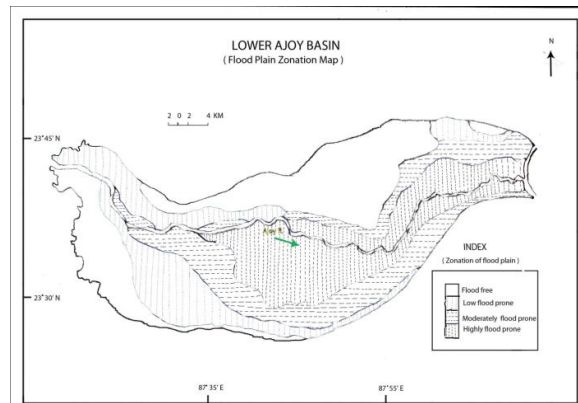 LOWER AJOY BASIN
( Flood Plain Zonation Map )
N
2 0 2 4 KM
23°45' N
Ajoy R.
23°30' N
INDEX
( Zonation of flood plain )
Flood free
Low flood prone
Moderately flood prone
Highly flood prone
87°35' E
87°55' E